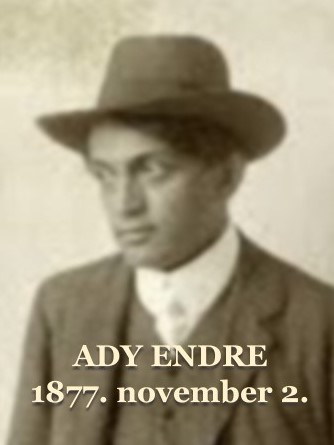 ADY ENDRE
1877. november 2.